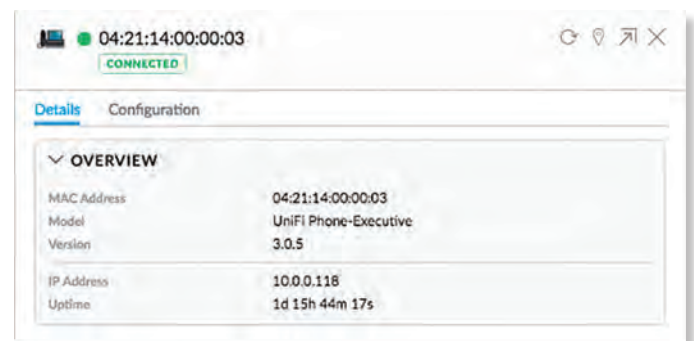 04:21:14:00:00:03
CONNECTED
Details Configuration
OVERVIEW
MAC Address 04:21:14:00:00:03
Model UniFi Phone-Executive
Version 3.0.5
IP Address 10.0.0.118
Uptime 1d 15h 44m 17s